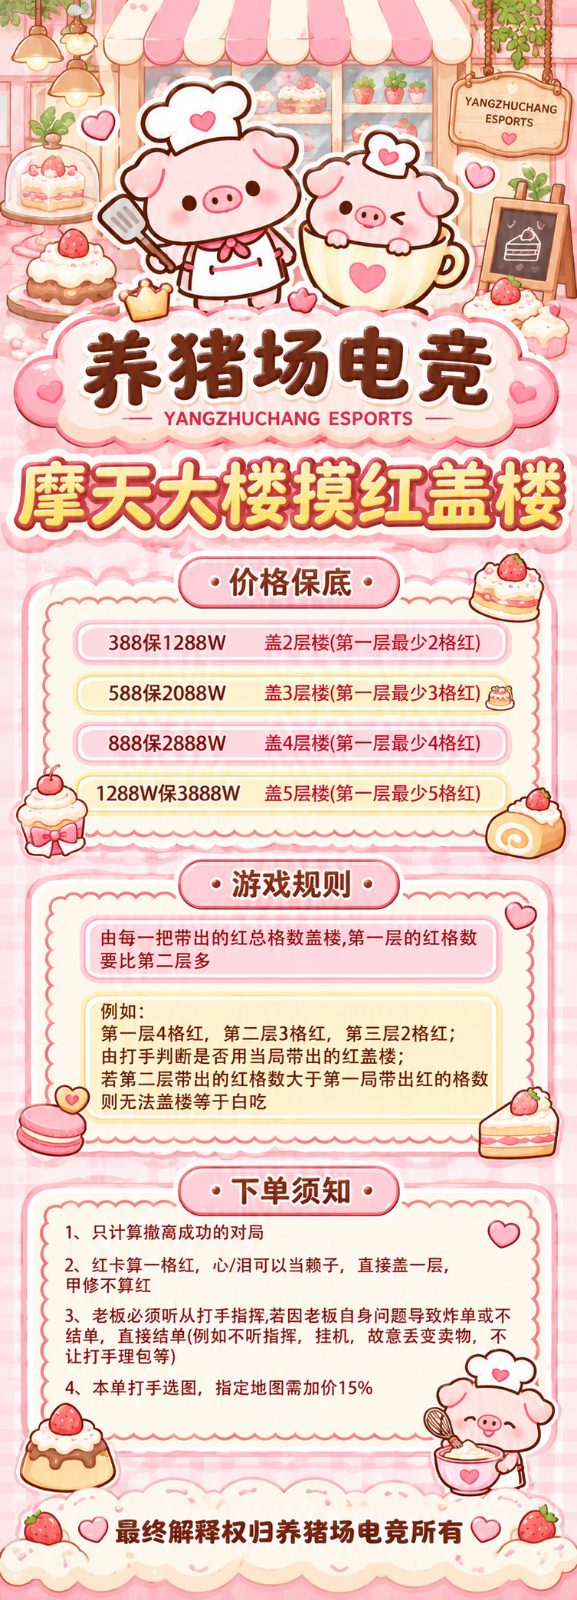 YANGZHUCHANG
ESPORTS
养猪场电竞
YANGZHUCHANG ESPORTS
摩天大楼摸红盖楼
·价格保底·
388保1288W 盖2层楼(第一层最少2格红)
588保2088W 盖3层楼(第一层最少3格红)
888保2888W 盖4层楼(第一层最少4格红)
1288W保3888W 盖5层楼(第一层最少5格红)
·游戏规则·
由每一把带出的红总格数盖楼,第一层的红格数
要比第二层多
例如：
第一层4格红，第二层3格红，第三层2格红；
由打手判断是否用当局带出的红盖楼；
若第二层带出的红格数大于第一局带出红的格数
则无法盖楼等于白吃
·下单须知·
1、只计算撤离成功的对局
2、红卡算一格红，心/泪可以当赖子，直接盖一层，
甲修不算红
3、老板必须听从打手指挥,若因老板自身问题导致炸单或不
结单，直接结单(例如不听指挥，挂机，故意丢变卖物，不
让打手理包等)
4、本单打手选图，指定地图需加价15%
最终解释权归养猪场电竞所有